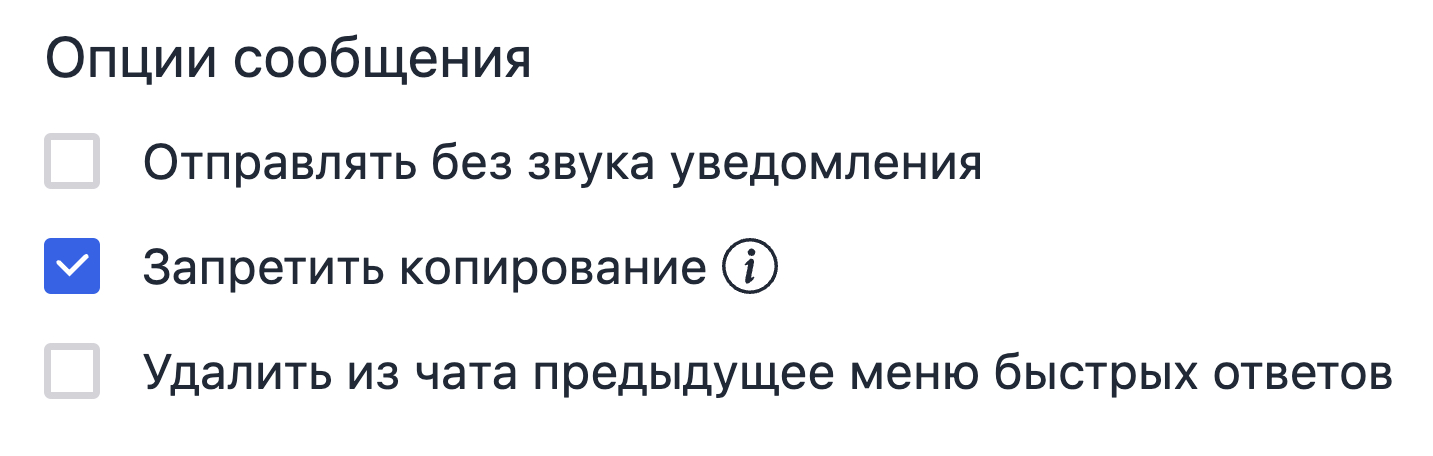 Опции сообщения
Отправлять без звука уведомления
Запретить копирование i
Удалить из чата предыдущее меню быстрых ответов